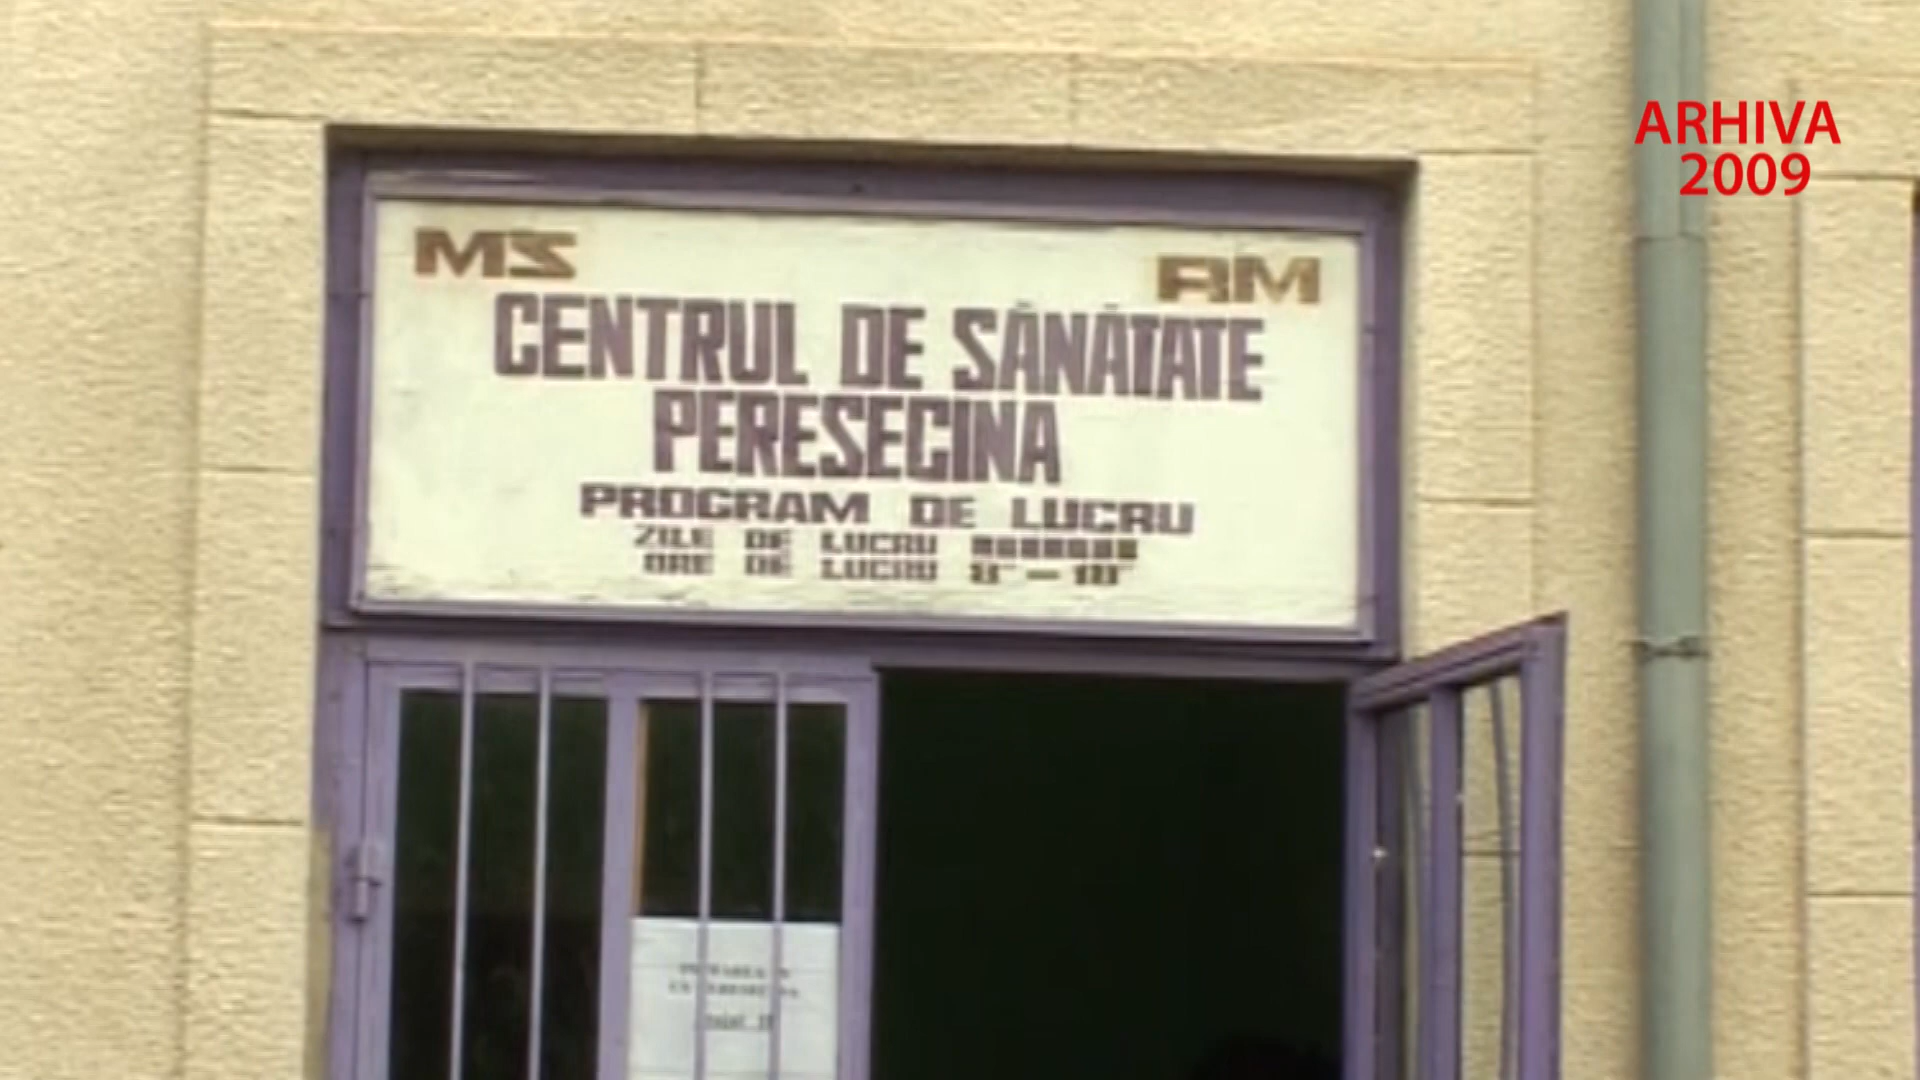 ARHIVA
2009
MS RM
CENTRUL DE SĂNĂTATE
PERESECINA
PROGRAM DE LUCRU
ZILE DE LUCRU
ORE DE LUCRU